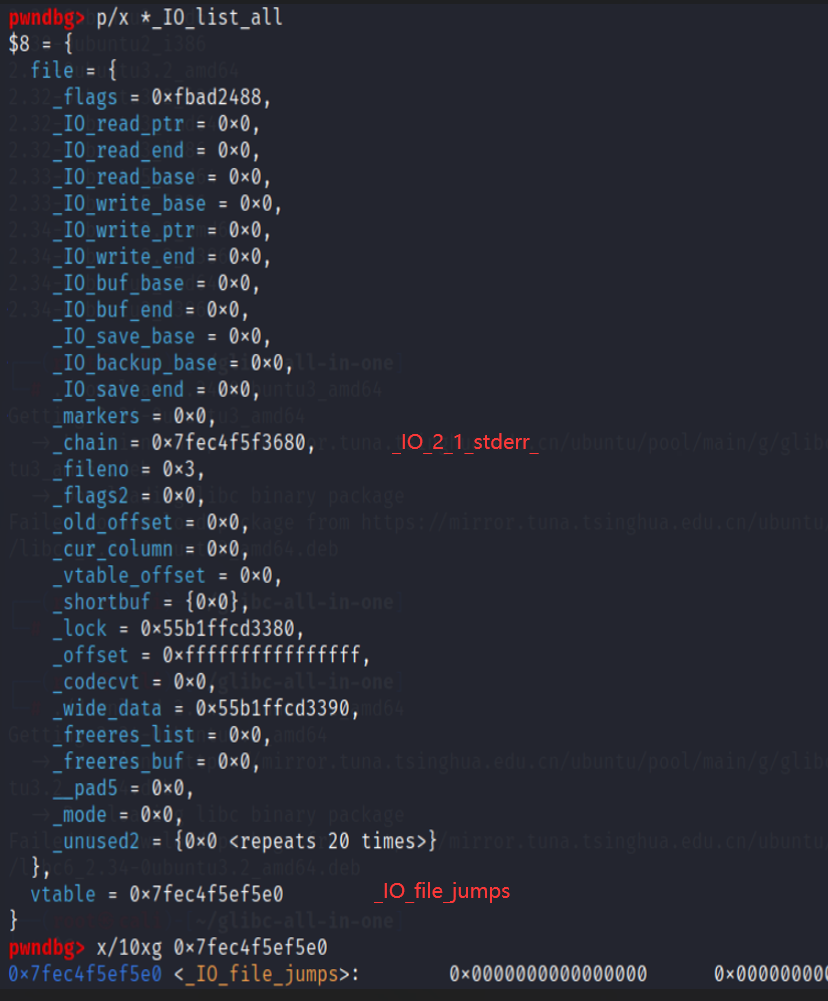 pwndbg> p/x *_IO_list_all
$8 = {
file = {
_flags = 0xfbad2488,
_IO_read_ptr = 0x0,
_IO_read_end = 0x0,
_IO_read_base = 0x0,
_IO_write_base = 0x0,
_IO_write_ptr = 0x0,
_IO_write_end = 0x0,
_IO_buf_base = 0x0,
_IO_buf_end = 0x0,
_IO_save_base = 0x0,
_IO_backup_base = 0x0,
_IO_save_end = 0x0,
_markers = 0x0,
_chain = 0x7fec4f5f3680, _IO_2_1_stderr_
_fileno = 0x3,
_flags2 = 0x0,
_old_offset = 0x0,
_cur_column = 0x0,
_vtable_offset = 0x0,
_shortbuf = {0x0},
_lock = 0x55b1ffcd3380,
_offset = 0xffffffffffffffff,
_codecvt = 0x0,
_wide_data = 0x55b1ffcd3390,
_freeres_list = 0x0,
_freeres_buf = 0x0,
__pad5 = 0x0,
_mode = 0x0,
_unused2 = {0x0 <repeats 20 times>}
},
vtable = 0x7fec4f5ef5e0 _IO_file_jumps
}
pwndbg> x/10xg 0x7fec4f5ef5e0
0x7fec4f5ef5e0 <_IO_file_jumps>: 0x0000000000000000 0x000000